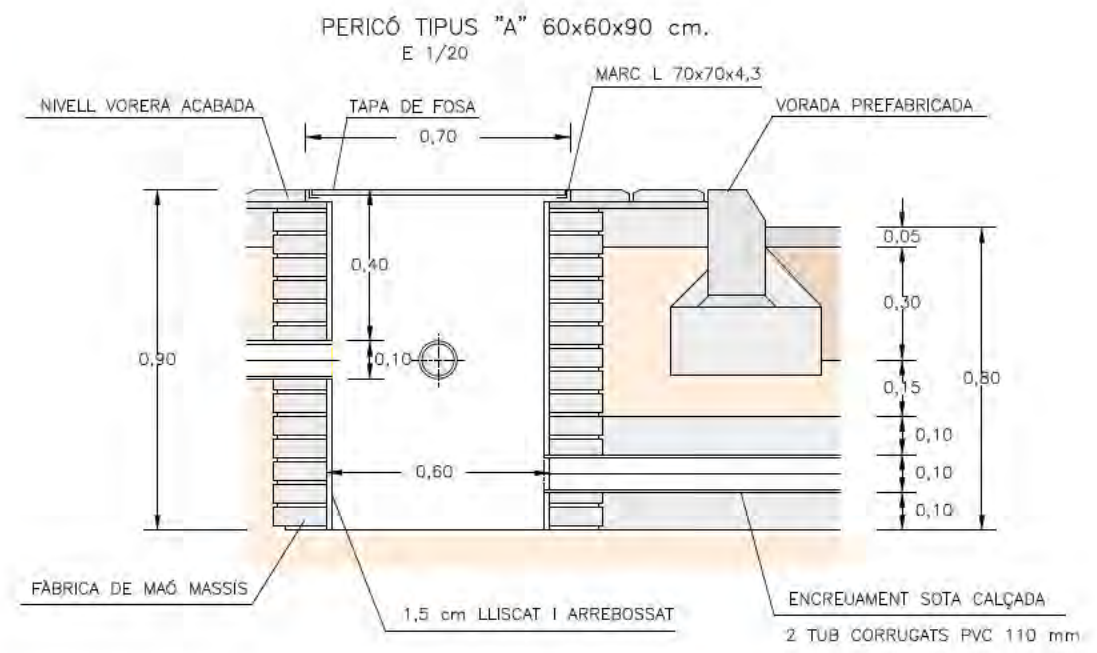 PERICÓ TIPUS "A" 60x60x90 cm.
E 1/20
MARC L 70x70x4,3
NIVELL VORERA ACABADA
TAPA DE FOSA
VORADA PREFABRICADA
0,70
0,05
0,40
0,30
0,90
0,10
0,15
0,80
0,10
0,60
0,10
0,10
FÀBRICA DE MAÓ MASSÍS
1,5 cm LLISCAT I ARREBOSSAT
ENCREUAMENT SOTA CALÇADA
2 TUB CORRUGATS PVC 110 mm